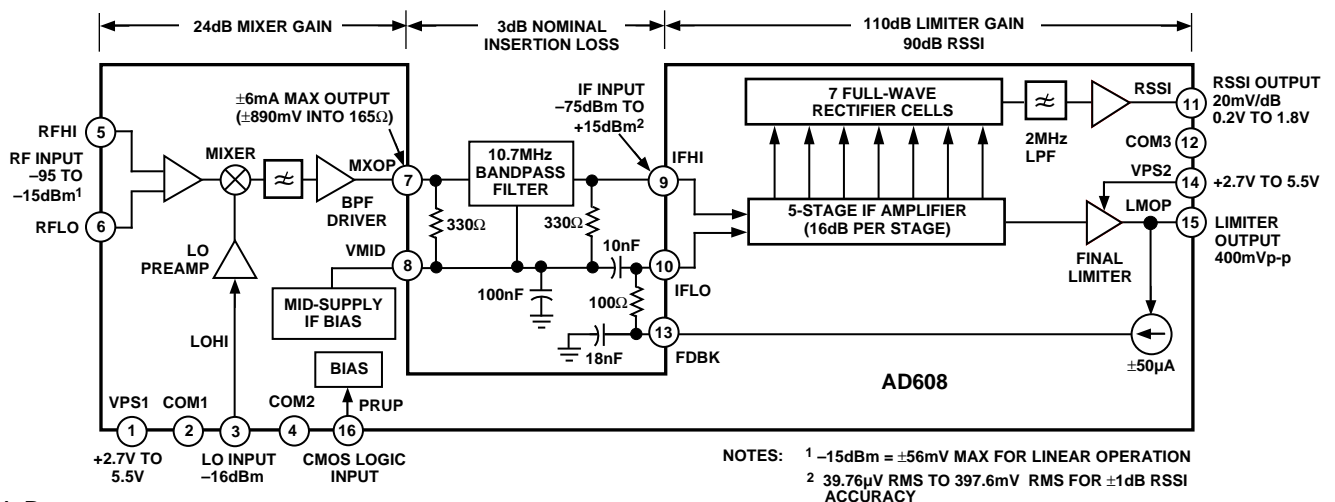 24dB MIXER GAIN
3dB NOMINAL
INSERTION LOSS
110dB LIMITER GAIN
90dB RSSI
±6mA MAX OUTPUT
(±890mV INTO 165Ω)
IF INPUT
–75dBm TO
+15dBm2
7 FULL-WAVE
RECTIFIER CELLS
RSSI
11
RSSI OUTPUT
20mV/dB
0.2V TO 1.8V
2MHz
LPF
COM3
12
RFHI
5
RF INPUT
–95 TO
–15dBm1
RFLO
6
MIXER
MXOP
7
BPF
DRIVER
10.7MHz
BANDPASS
FILTER
IFHI
9
330Ω
330Ω
VPS2
14
+2.7V TO 5.5V
5-STAGE IF AMPLIFIER
(16dB PER STAGE)
LMOP
15
LIMITER
OUTPUT
400mVp-p
FINAL
LIMITER
LO
PREAMP
VMID
8
10nF
10
IFLO
MID-SUPPLY
IF BIAS
100nF
100Ω
13
FDBK
18nF
±50µA
LOHI
BIAS
PRUP
AD608
VPS1
COM1
COM2
1
2
3
4
16
+2.7V TO
5.5V
LO INPUT
–16dBm
CMOS LOGIC
INPUT
NOTES:
1 –15dBm = ±56mV MAX FOR LINEAR OPERATION
2 39.76µV RMS TO 397.6mV RMS FOR ±1dB RSSI
ACCURACY